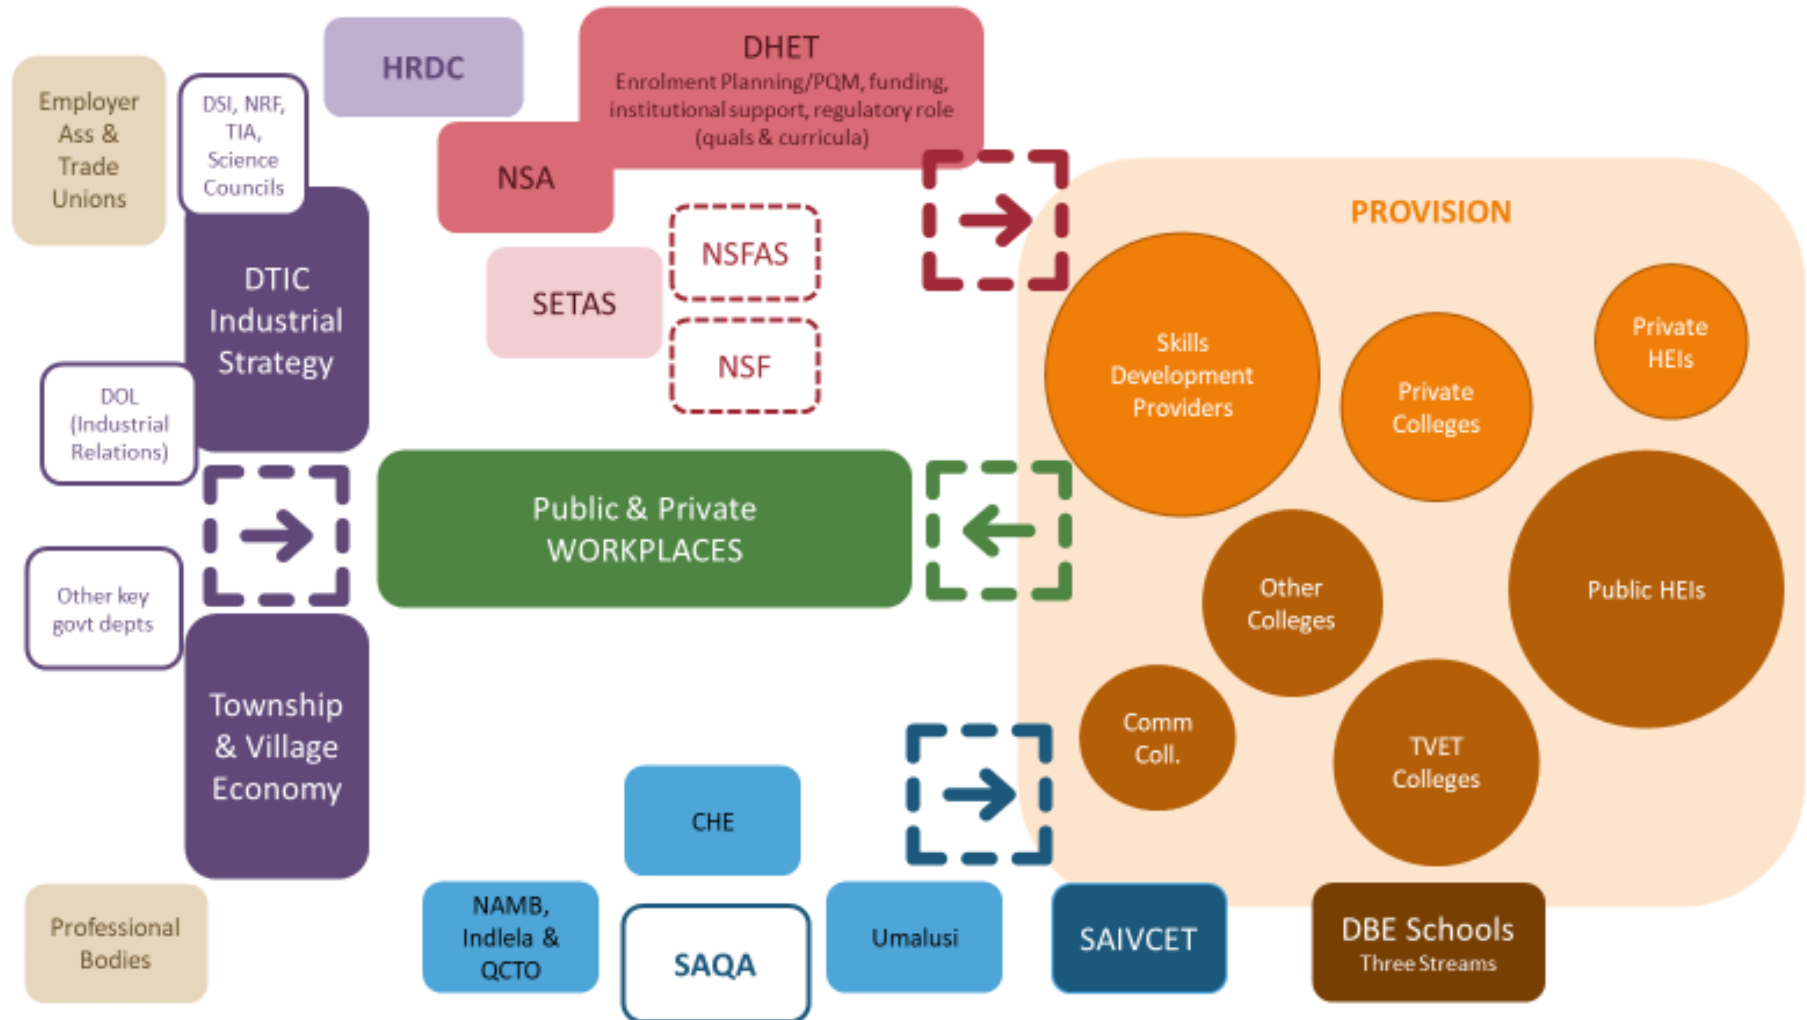 HRDC
DHET
Enrolment Planning/PQM, funding,
institutional support, regulatory role
(quals & curricula)
Employer
Ass &
Trade
Unions
DSI, NRF,
TIA,
Science
Councils
NSA
PROVISION
DTIC
Industrial
Strategy
SETAS
NSFAS
NSF
Skills
Development
Providers
Private
Colleges
Private
HEIs
DOL
(Industrial
Relations)
Public & Private
WORKPLACES
Other key
govt depts
Other
Colleges
Public HEIs
Township
& Village
Economy
Comm
Coll.
TVET
Colleges
CHE
Professional
Bodies
NAMB,
Indlela &
QCTO
SAQA
Umalusi
SAIVCET
DBE Schools
Three Streams